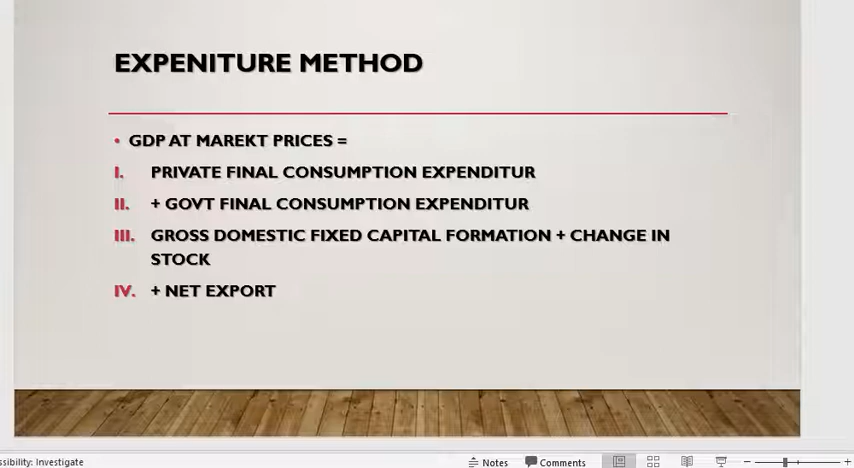 EXPENITURE METHOD
• GDP AT MAREKT PRICES =
I. PRIVATE FINAL CONSUMPTION EXPENDITUR
II. + GOVT FINAL CONSUMPTION EXPENDITUR
III. GROSS DOMESTIC FIXED CAPITAL FORMATION + CHANGE IN
STOCK
IV. + NET EXPORT
ssibility: Investigate
Notes
Comments